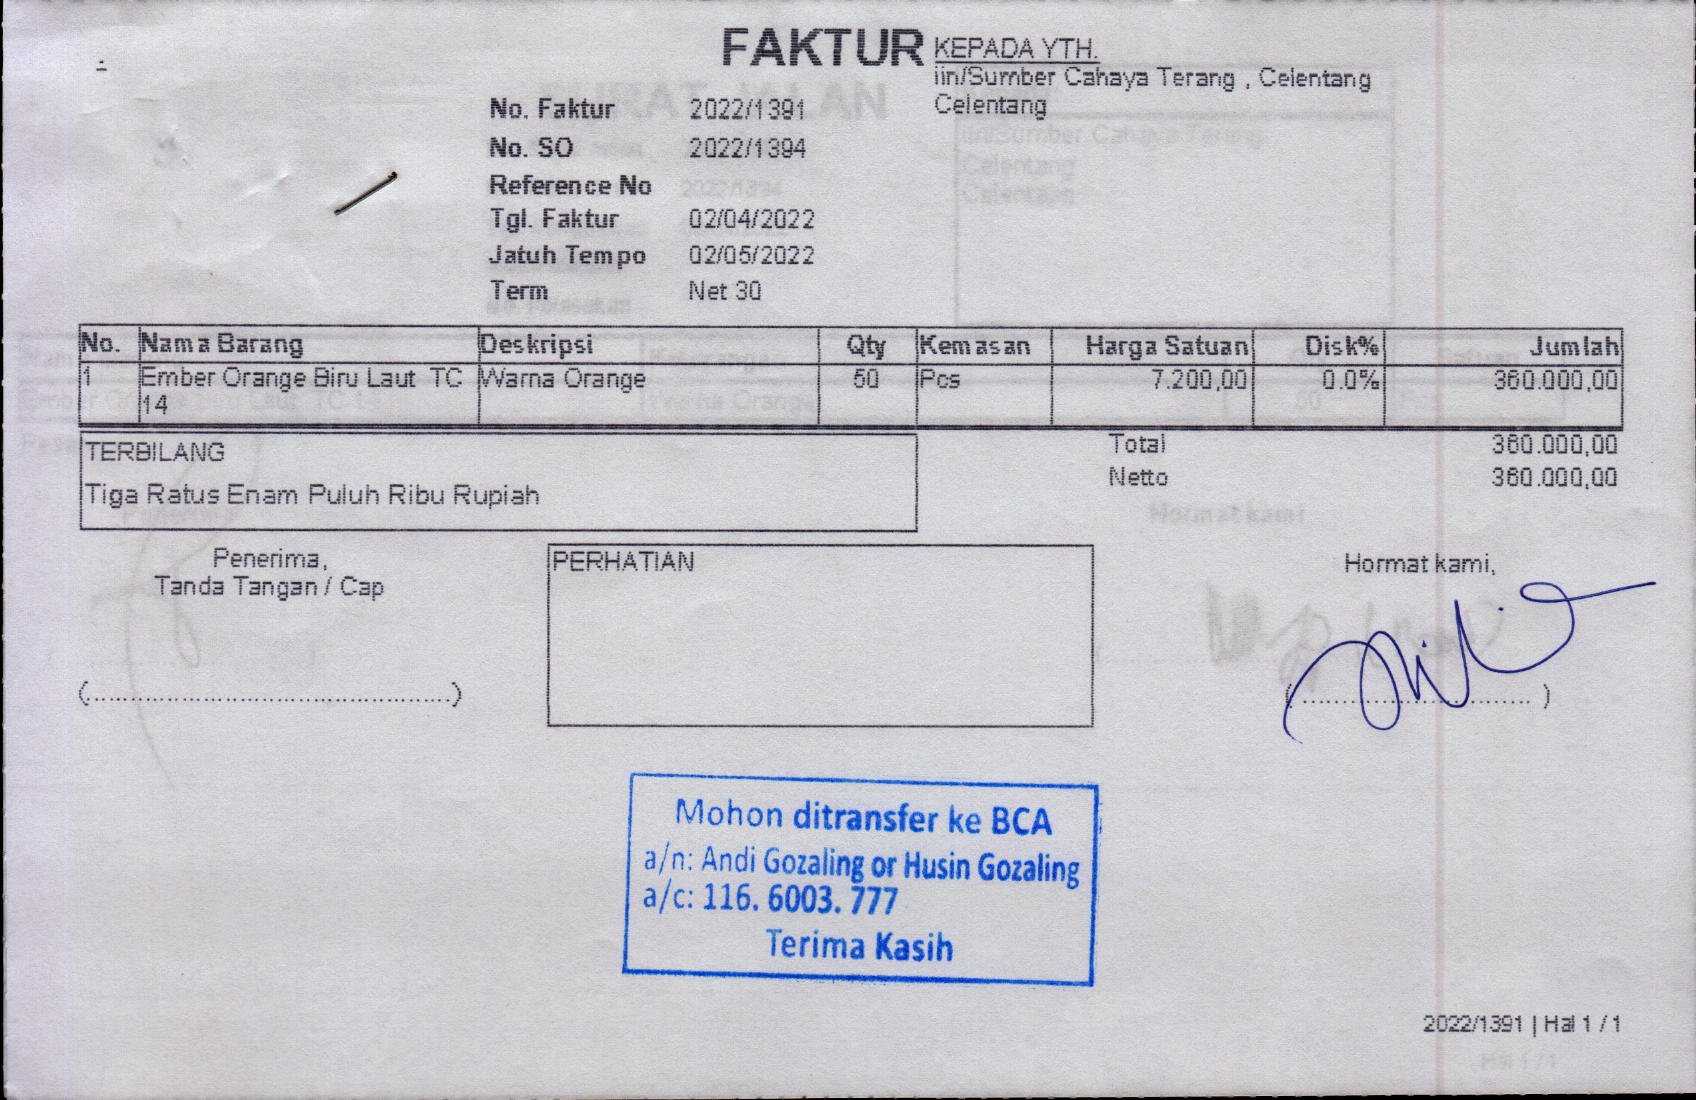 FAKTUR
KEPADA YTH.
iin/Sumber Cahaya Terang , Celentang
Celentang
No. Faktur 2022/1391
No. SO 2022/1394
Reference No
Tgl. Faktur 02/04/2022
Jatuh Tempo 02/05/2022
Term Net 30
No. Nama Barang Deskripsi Qty Kemasan Harga Satuan Disk% Jumlah
1 Ember Orange Biru Laut TC Warna Orange 50 Pcs 7.200,00 0.0% 360.000,00
14
TERBILANG
Tiga Ratus Enam Puluh Ribu Rupiah
Total 360.000,00
Netto 360.000,00
Penerima,
Tanda Tangan / Cap
(..............................................)
PERHATIAN
Hormat kami,
( ............................. )
Mohon ditransfer ke BCA
a/n: Andi Gozaling or Husin Gozaling
a/c: 116. 6003. 777
Terima Kasih
2022/1391 | Hal 1 / 1